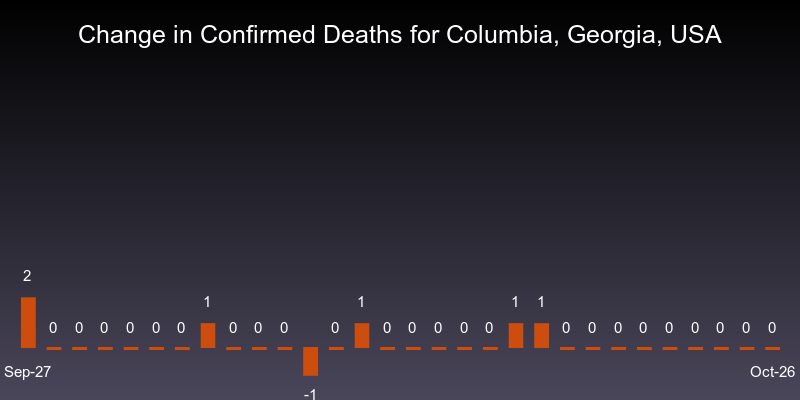 Change in Confirmed Deaths for Columbia, Georgia, USA
2
1 1 1 1
0 0 0 0 0 0 0 0 0 0 0 0 0 0 0 0 0 0 0 0 0 0 0 0
Sep-27 Oct-26
-1